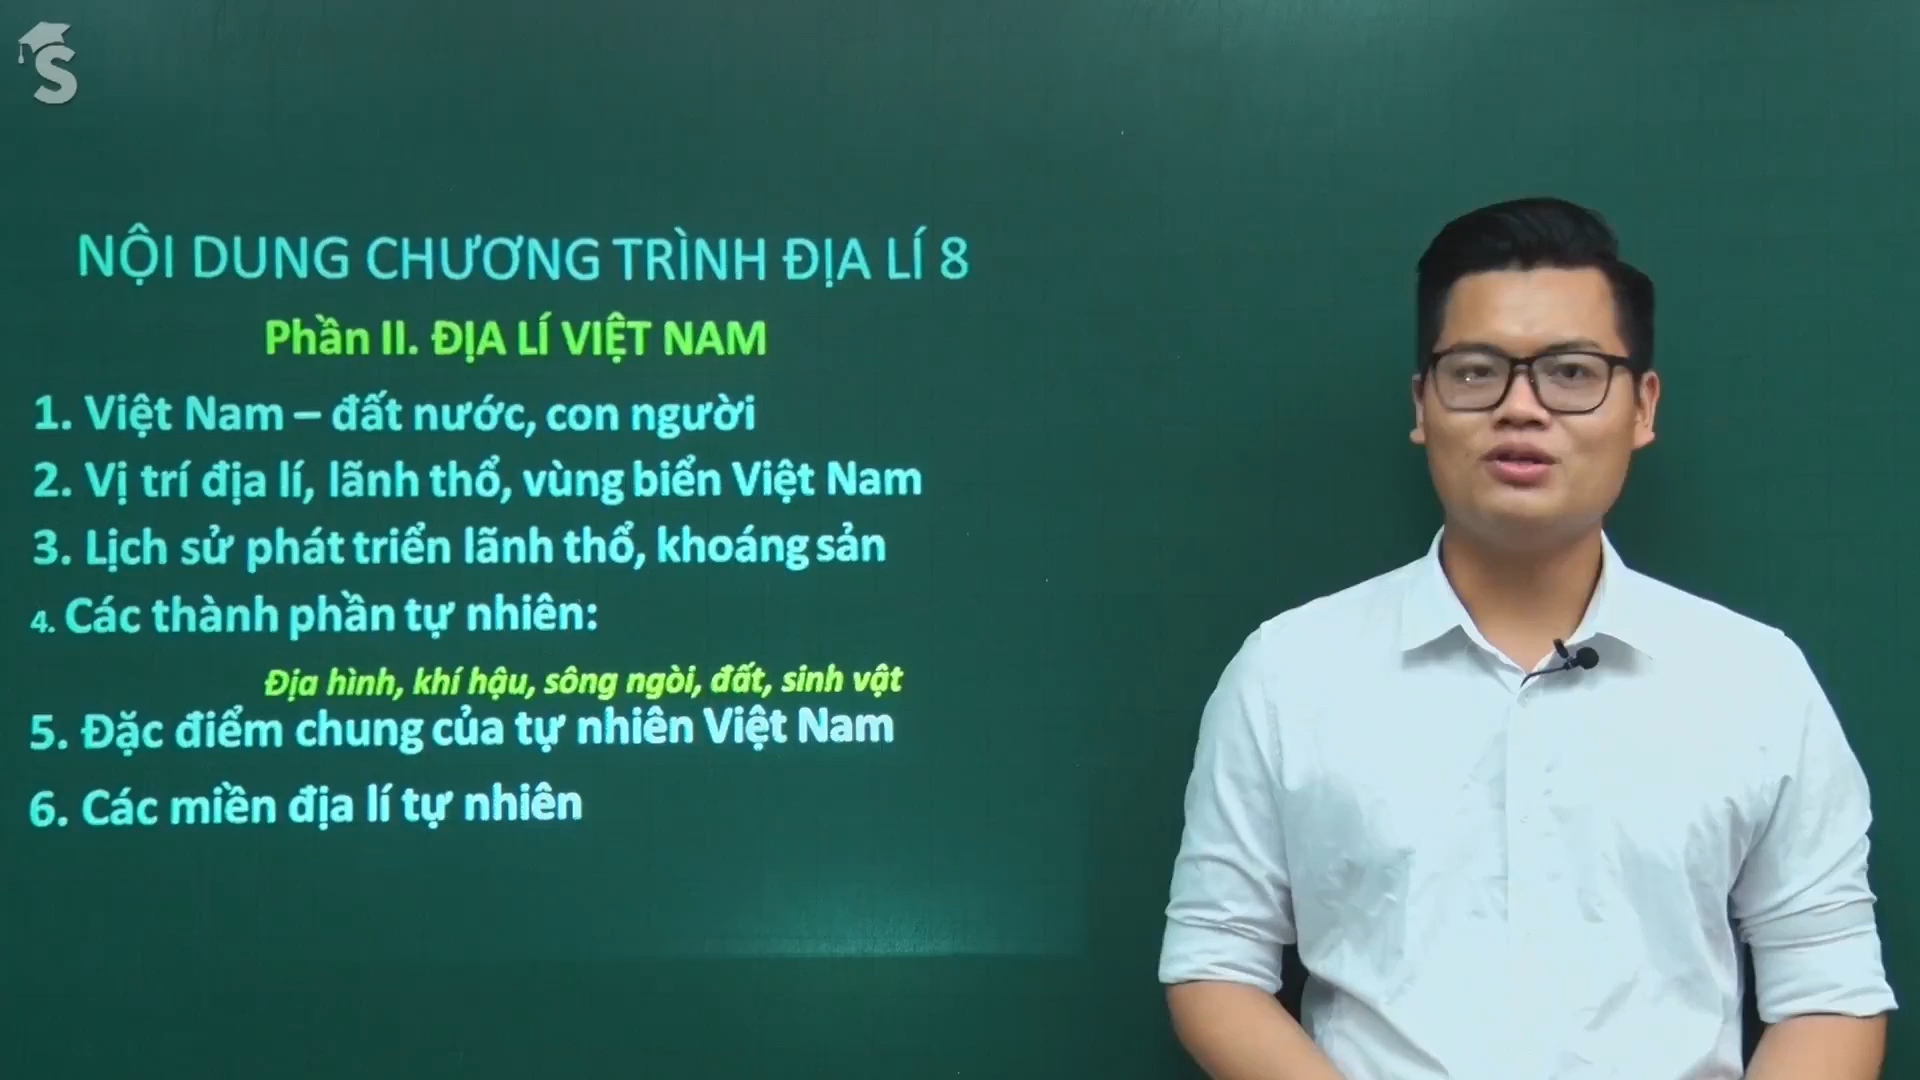 S
NỘI DUNG CHƯƠNG TRÌNH ĐỊA LÍ 8
Phần II. ĐỊA LÍ VIỆT NAM
1. Việt Nam – đất nước, con người
2. Vị trí địa lí, lãnh thổ, vùng biển Việt Nam
3. Lịch sử phát triển lãnh thổ, khoáng sản
4. Các thành phần tự nhiên:
Địa hình, khí hậu, sông ngòi, đất, sinh vật
5. Đặc điểm chung của tự nhiên Việt Nam
6. Các miền địa lí tự nhiên